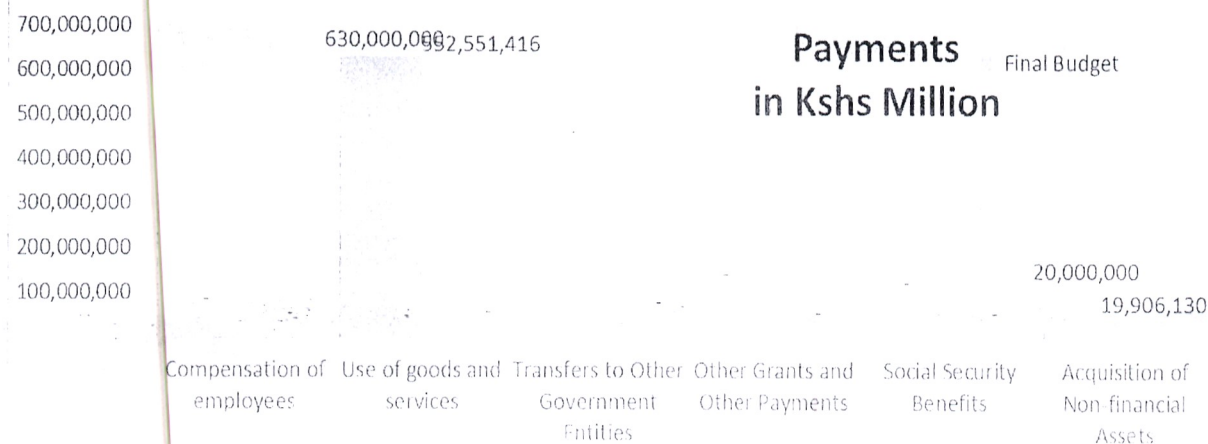 Payments
in Kshs Million
Final Budget
700,000,000
600,000,000
500,000,000
400,000,000
300,000,000
200,000,000
100,000,000
630,000,000
20,000,000
19,906,130
-
-
-
-
-
-
-
-
Compensation of
employees
Use of goods and
services
Transfers to Other
Government
Entities
Other Grants and
Other Payments
Social Security
Benefits
Acquisition of
Non-financial
Assets